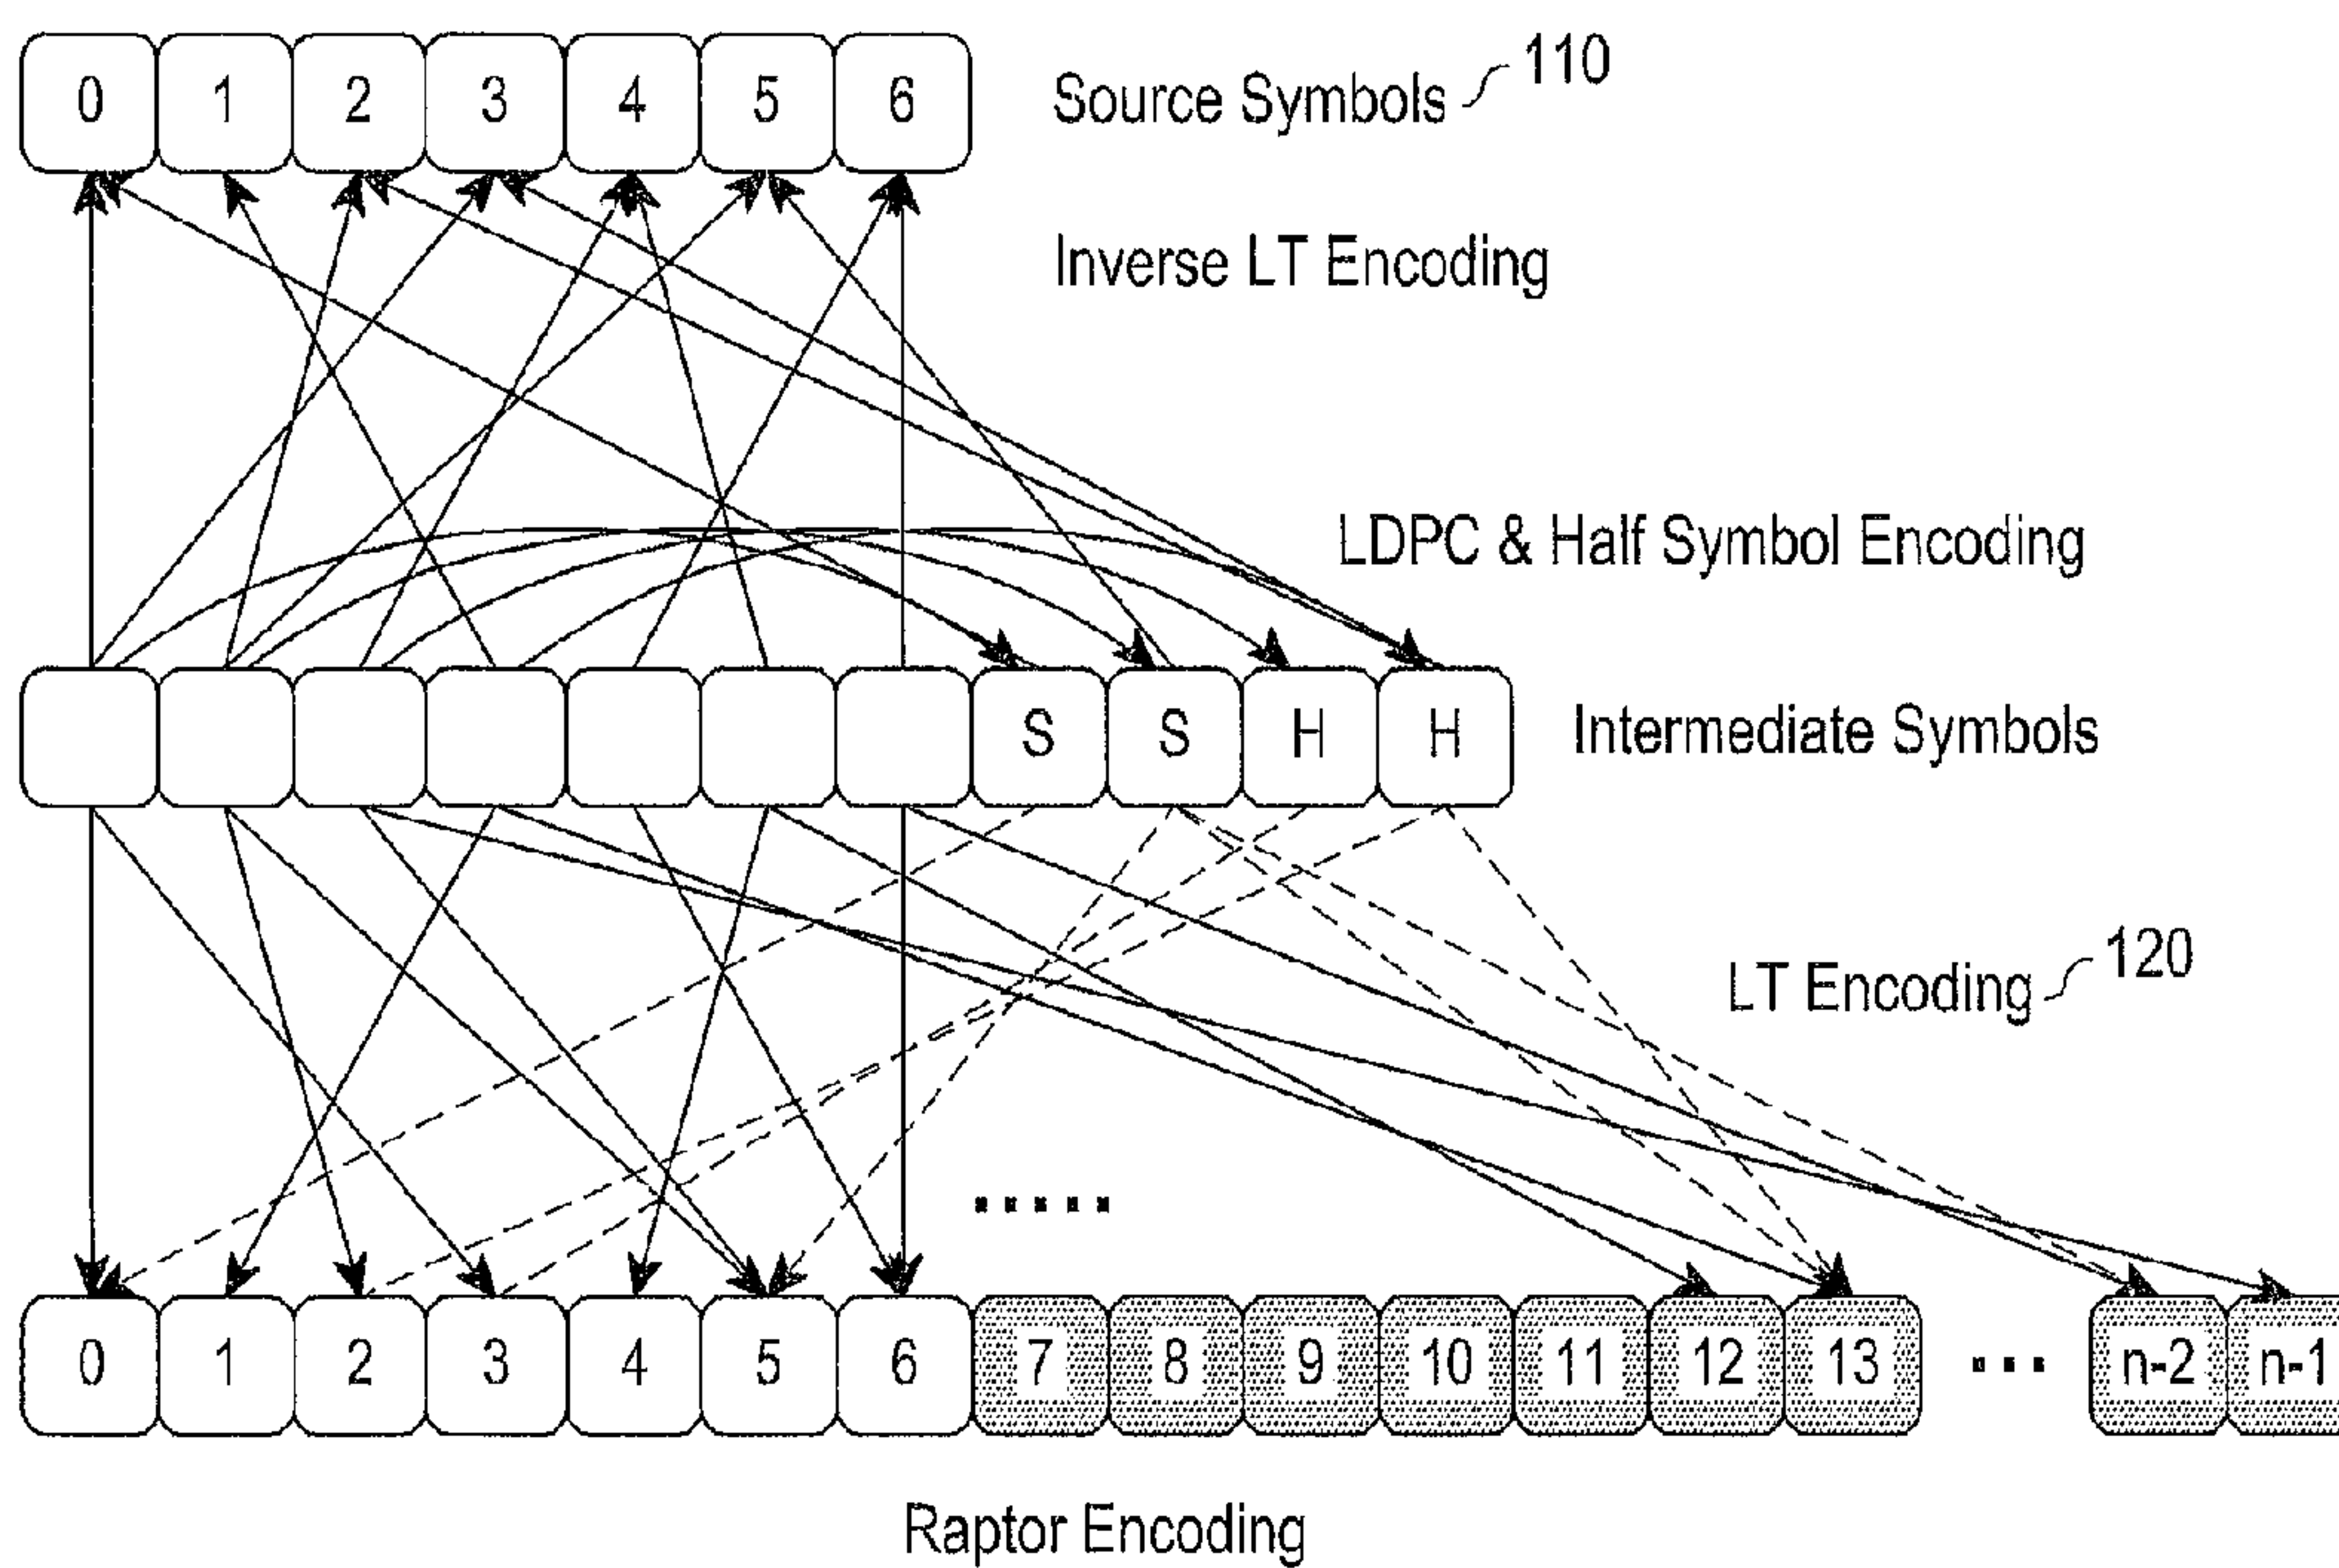 0 1 2 3 4 5 6 Source Symbols 110
Inverse LT Encoding
LDPC & Half Symbol Encoding
S S H H Intermediate Symbols
LT Encoding 120
0 1 2 3 4 5 6 7 8 9 10 11 12 13 ... n-2 n-1
Raptor Encoding